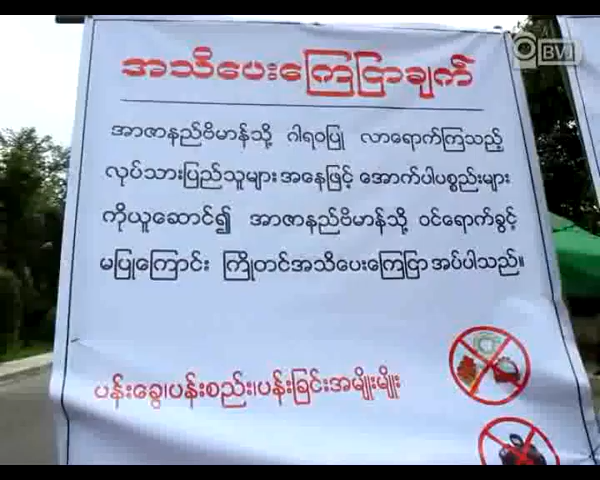 DVB
အသိပေးကြေငြာချက်
အာဇာနည်ဗိမာန်သို့ ဂါရဝပြု လာရောက်ကြသည့်
လုပ်သားပြည်သူများအနေဖြင့် အောက်ပါပစ္စည်းများ
ကိုယူဆောင်၍ အာဇာနည်ဗိမာန်သို့ ဝင်ရောက်ခွင့်
မပြုကြောင်း ကြိုတင်အသိပေးကြေငြာအပ်ပါသည်။
ပန်းခွေ၊ပန်းစည်း၊ပန်းခြင်းအမျိုးမျိုး